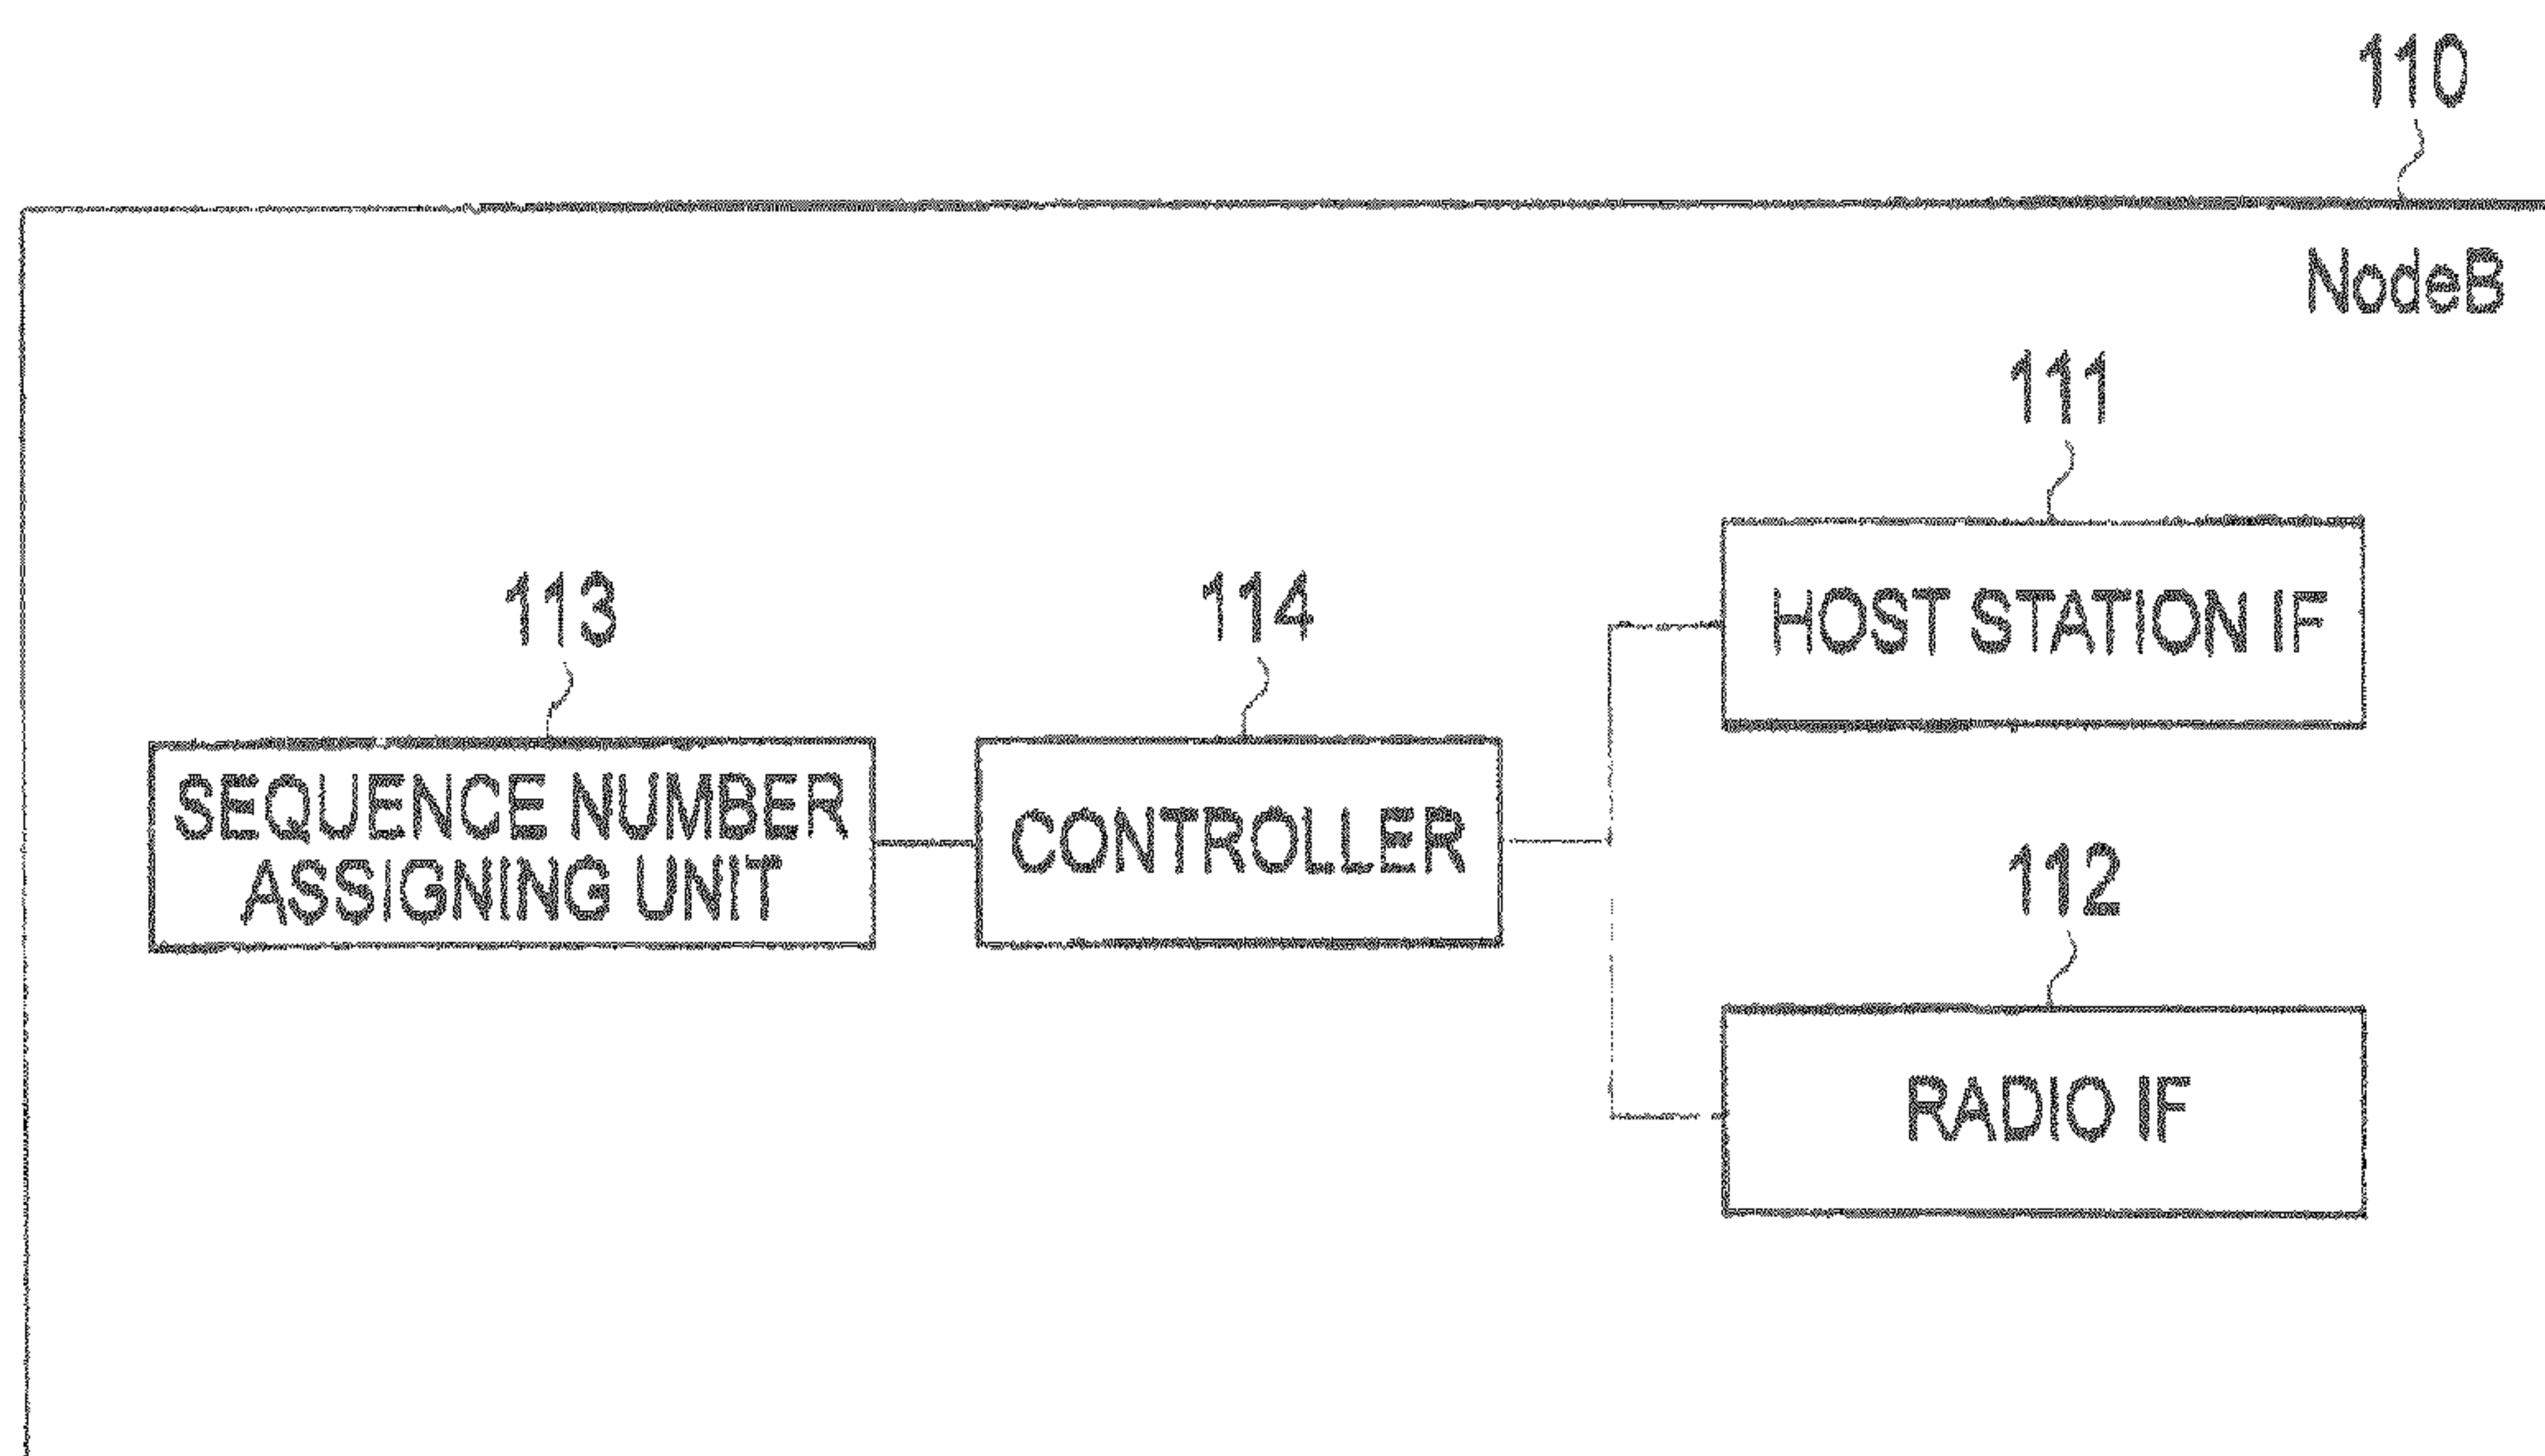 110
NodeB
111
HOST STATION IF
113
SEQUENCE NUMBER
ASSIGNING UNIT
114
CONTROLLER
112
RADIO IF